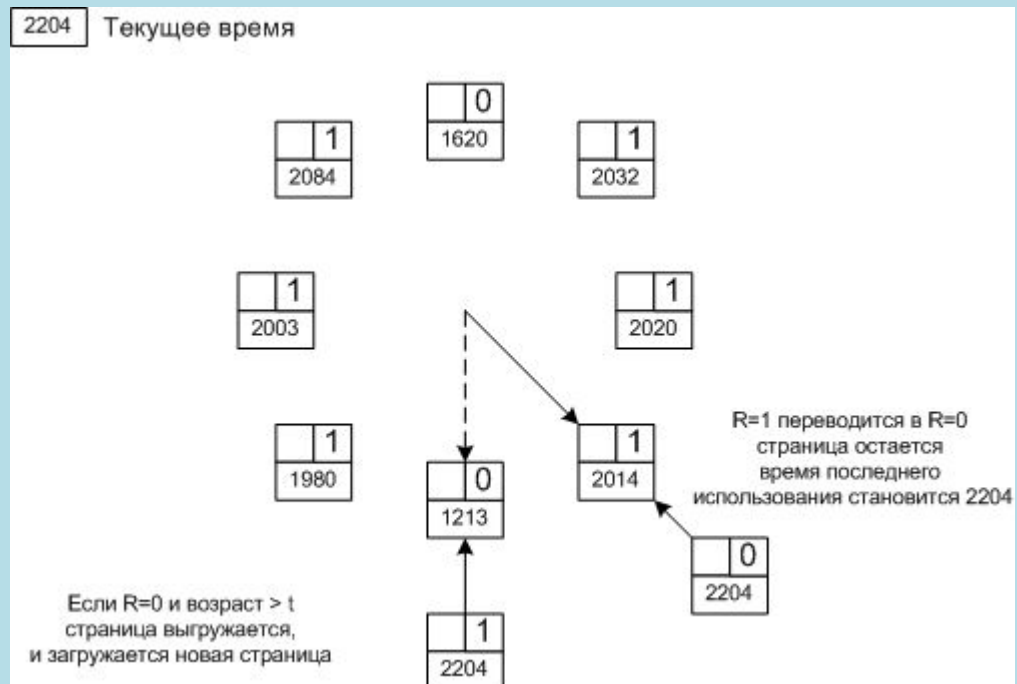 2204 Текущее время
0
1620
1
2084
1
2032
1
2003
1
2020
1
1980
0
1213
1
2014
R=1 переводится в R=0
страница остается
время последнего
использования становится 2204
0
2204
Если R=0 и возраст > t
страница выгружается,
и загружается новая страница
1
2204